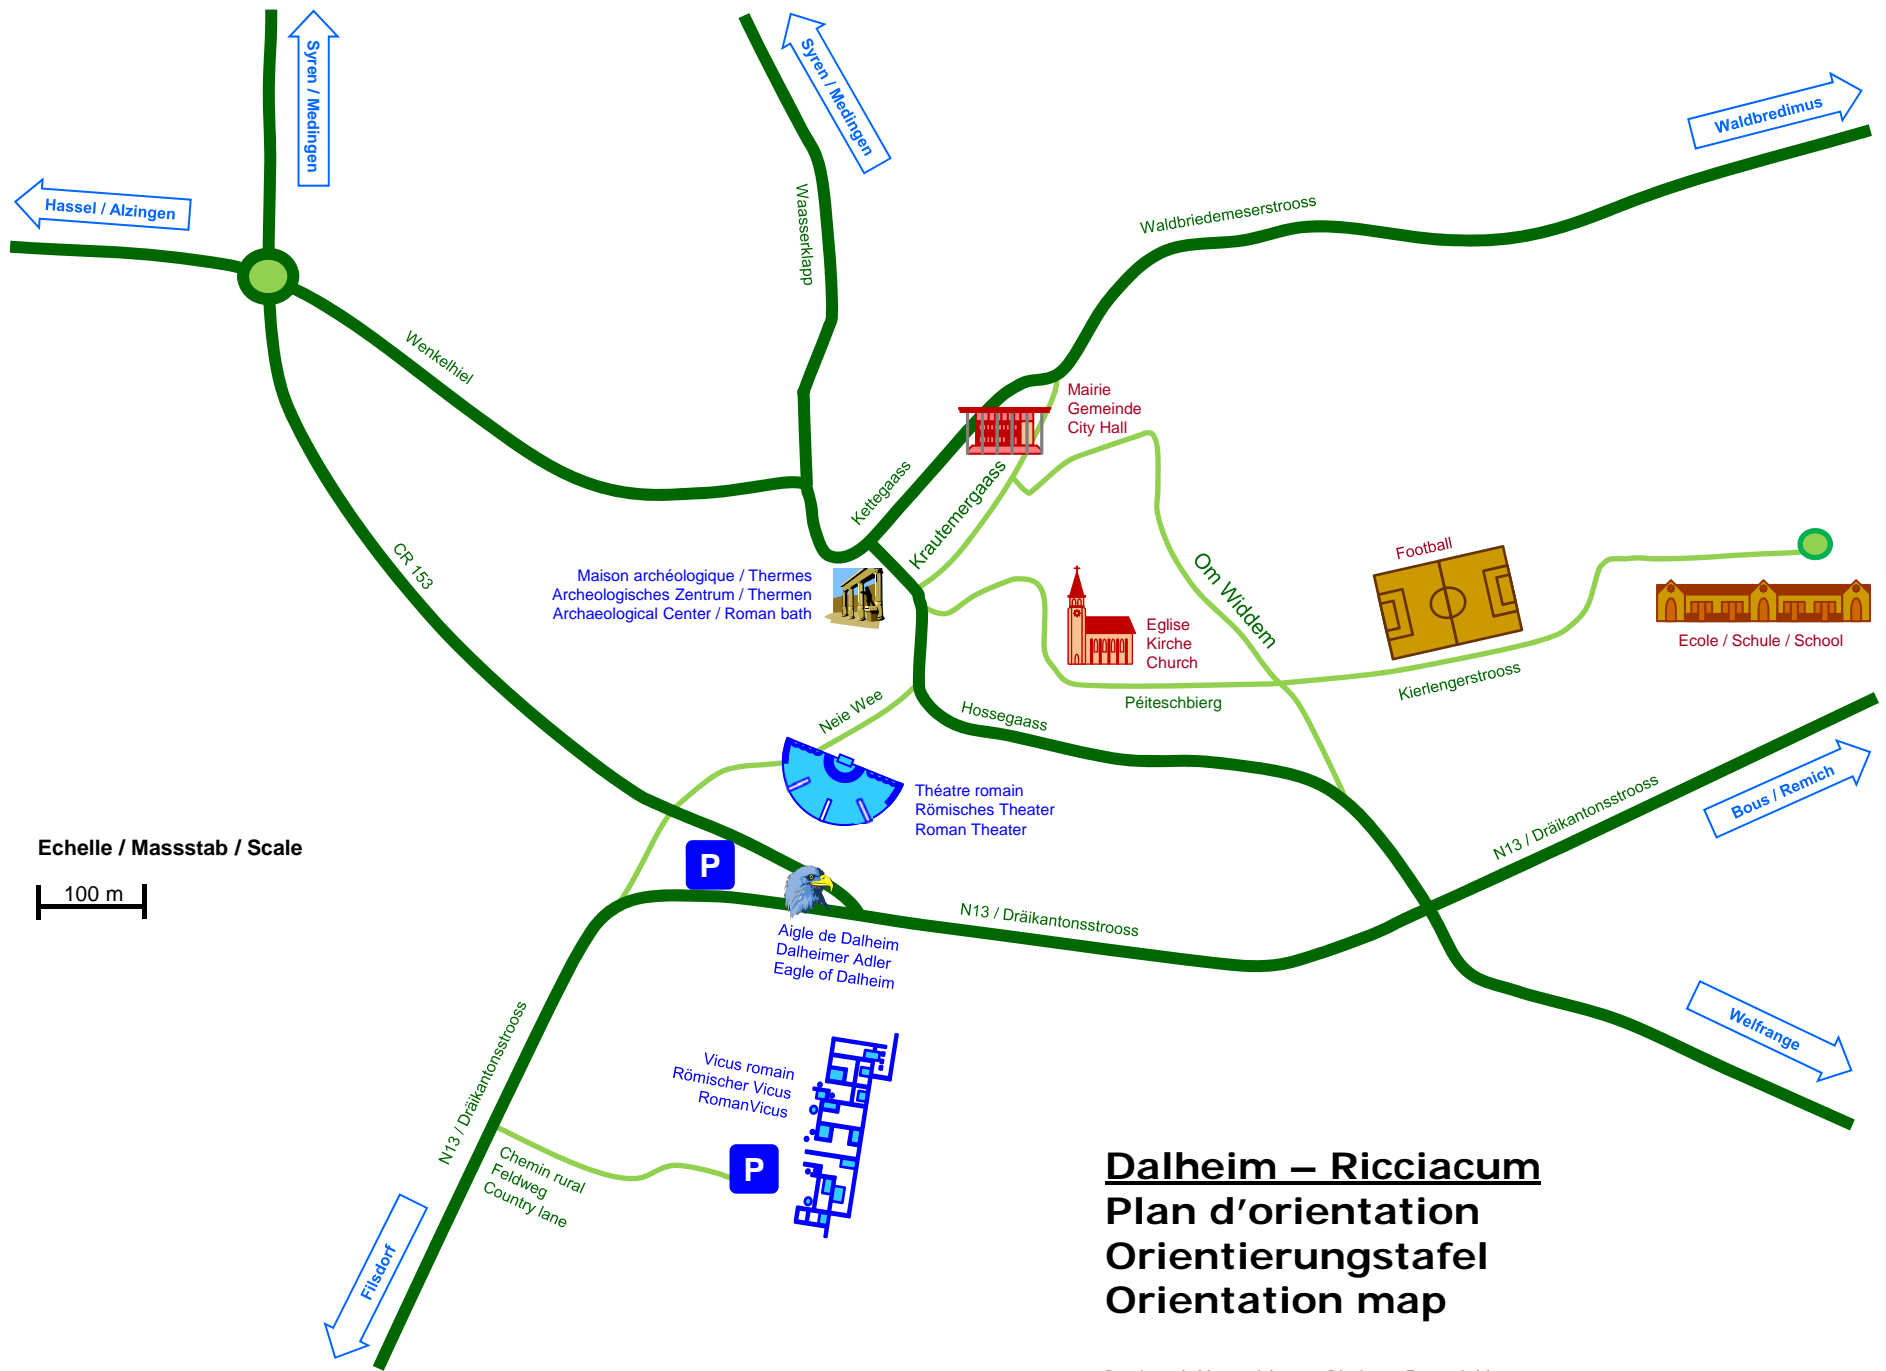 Syren / Medingen
Syren / Medingen
Waldbredimus
Hassel / Alzingen
Waasserklapp
Waldbriedemeserstrooss
Wenkelhiel
Mairie
Gemeinde
City Hall
Kettegaass
Krautemergaass
CR 153
Om Widdem
Football
Maison archéologique / Thermes
Archeologisches Zentrum / Thermen
Archaeological Center / Roman bath
Eglise
Kirche
Church
Ecole / Schule / School
Kierlengerstrooss
Péiteschbierg
Neie Wee
Hossegaass
Théatre romain
Römisches Theater
Roman Theater
Bous / Remich
N13 / Dräikantonsstrooss
Echelle / Massstab / Scale
100 m
P
N13 / Dräikantonsstrooss
Aigle de Dalheim
Dalheimer Adler
Eagle of Dalheim
Welfrange
N13 / Dräikantonsstrooss
Vicus romain
Römischer Vicus
RomanVicus
P
Chemin rural
Feldweg
Country lane
Filsdorf
Dalheim – Ricciacum
Plan d’orientation
Orientierungstafel
Orientation map